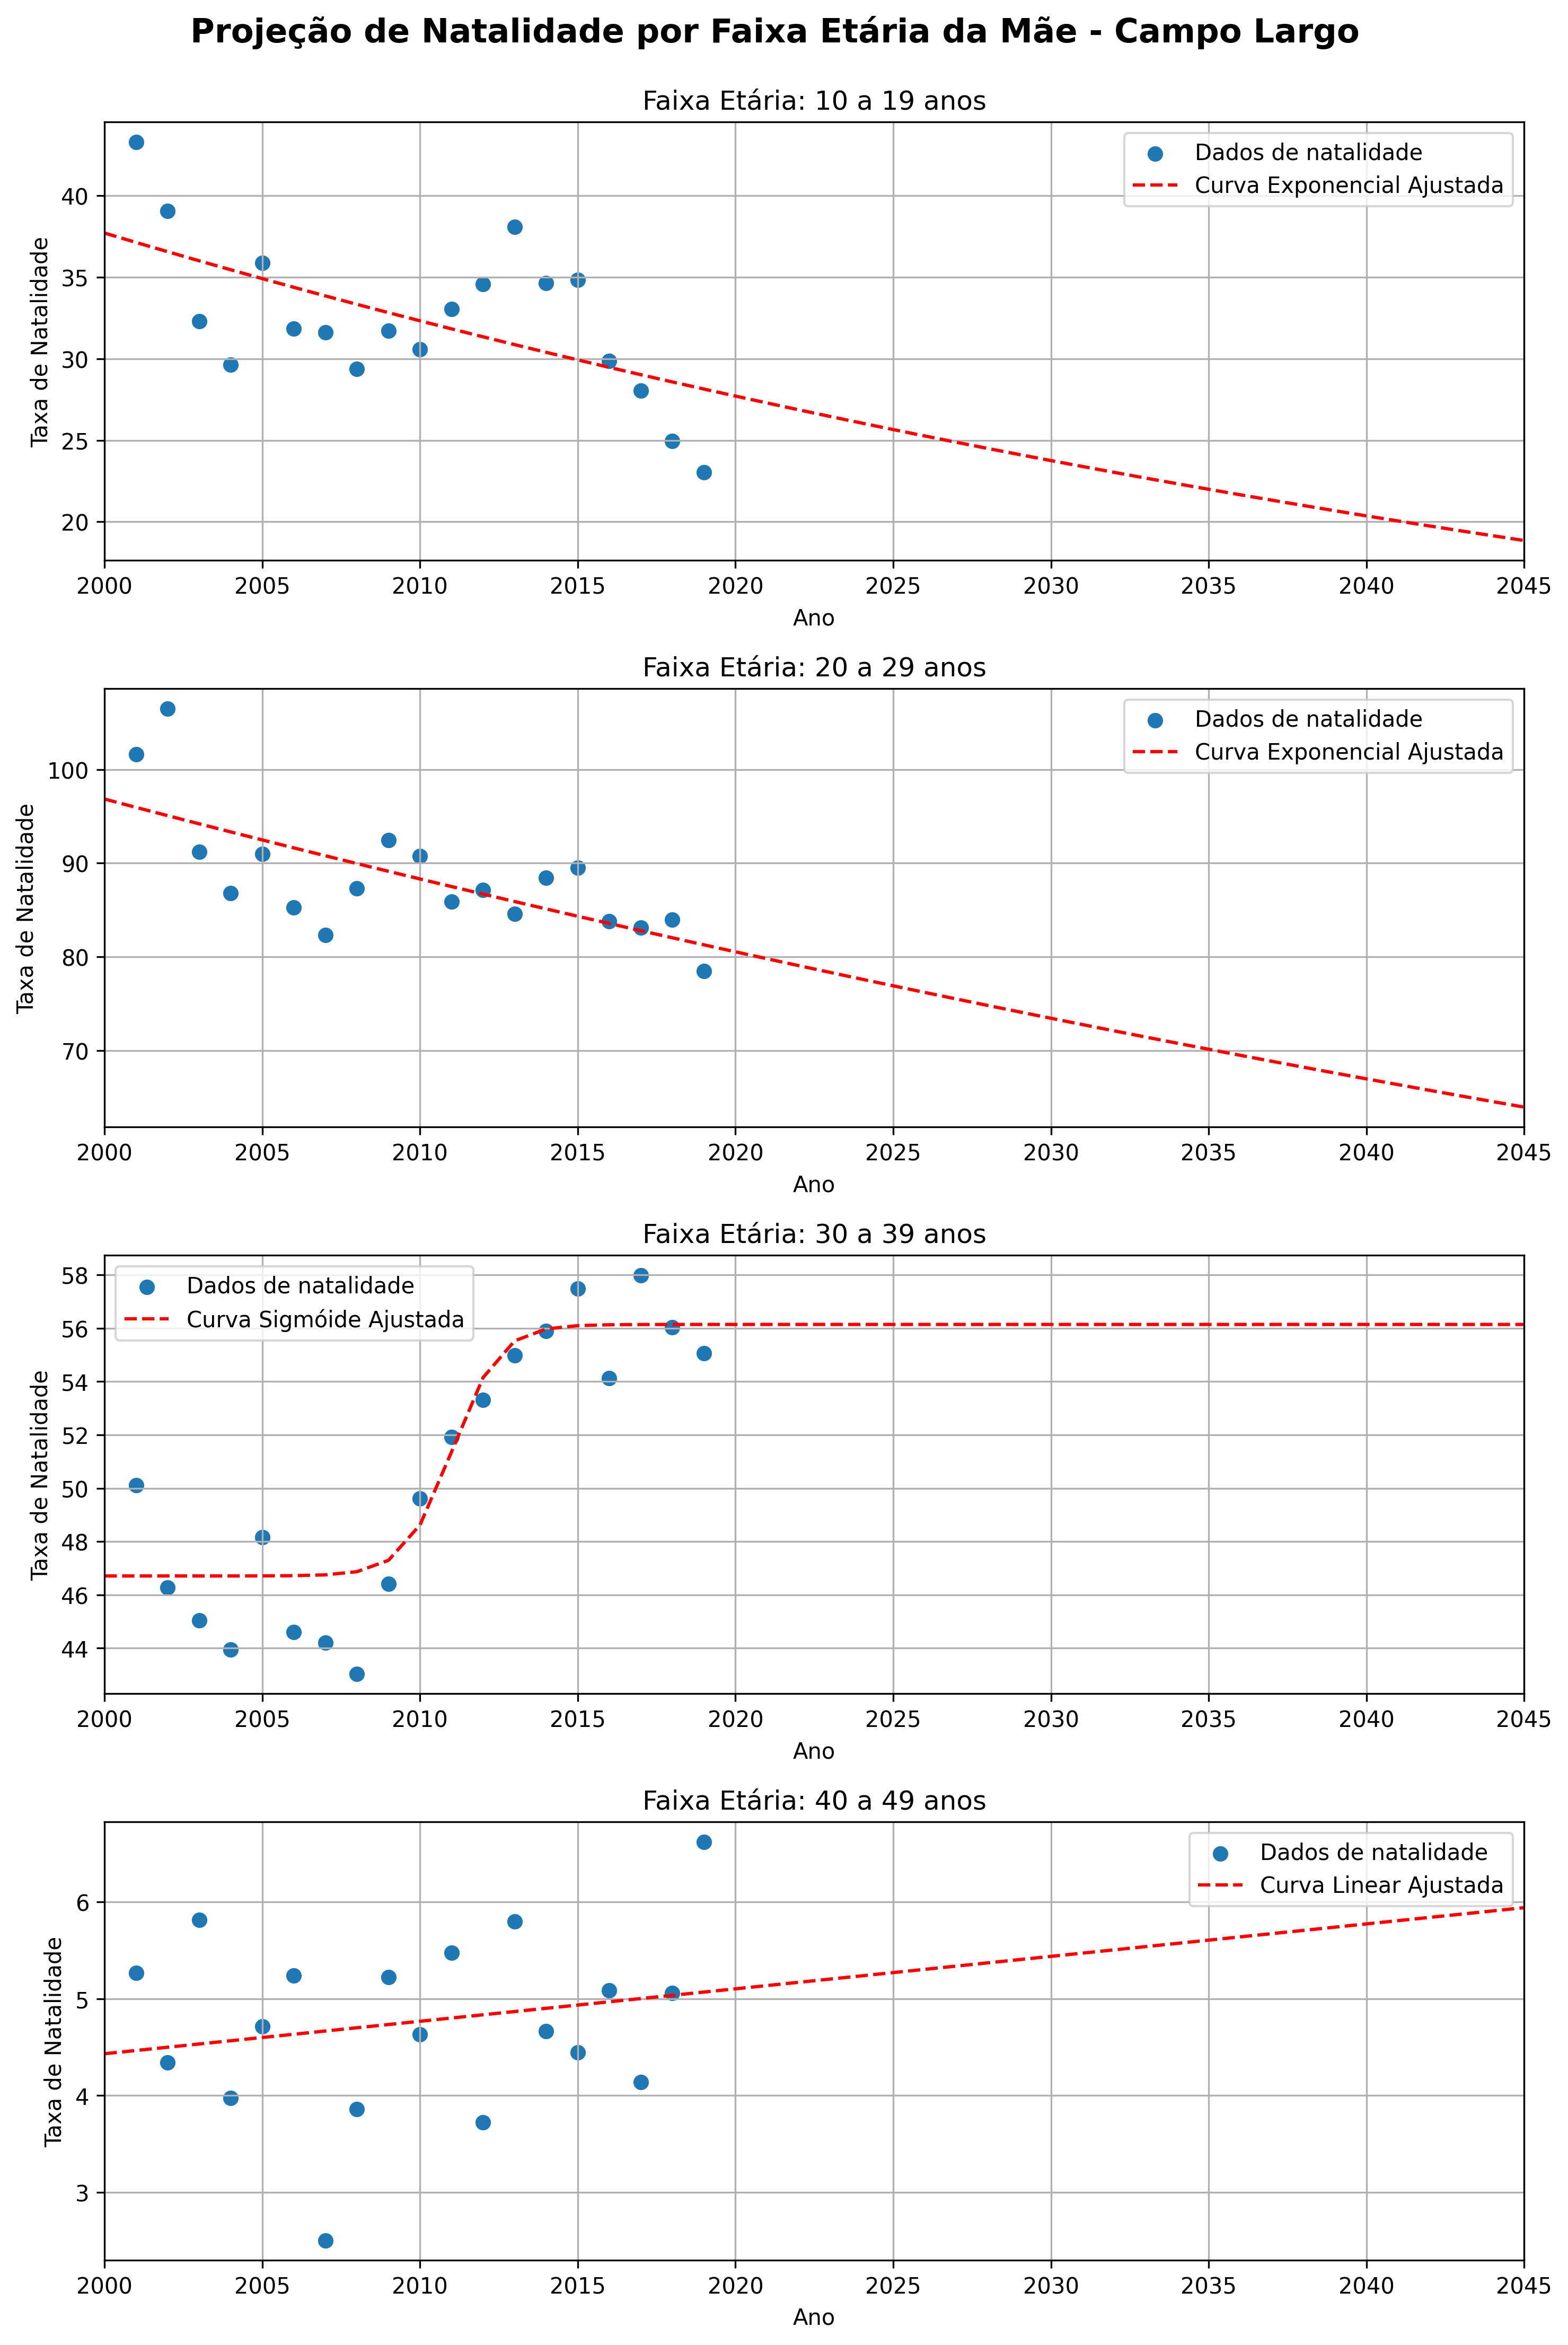 Projeção de Natalidade por Faixa Etária da Mãe - Campo Largo
Faixa Etária: 10 a 19 anos
Dados de natalidade
Curva Exponencial Ajustada
Taxa de Natalidade
40
35
30
25
20
2000 2005 2010 2015 2020 2025 2030 2035 2040 2045
Ano
Faixa Etária: 20 a 29 anos
Dados de natalidade
Curva Exponencial Ajustada
Taxa de Natalidade
100
90
80
70
2000 2005 2010 2015 2020 2025 2030 2035 2040 2045
Ano
Faixa Etária: 30 a 39 anos
Dados de natalidade
Curva Sigmóide Ajustada
Taxa de Natalidade
58
56
54
52
50
48
46
44
2000 2005 2010 2015 2020 2025 2030 2035 2040 2045
Ano
Faixa Etária: 40 a 49 anos
Dados de natalidade
Curva Linear Ajustada
Taxa de Natalidade
6
5
4
3
2000 2005 2010 2015 2020 2025 2030 2035 2040 2045
Ano